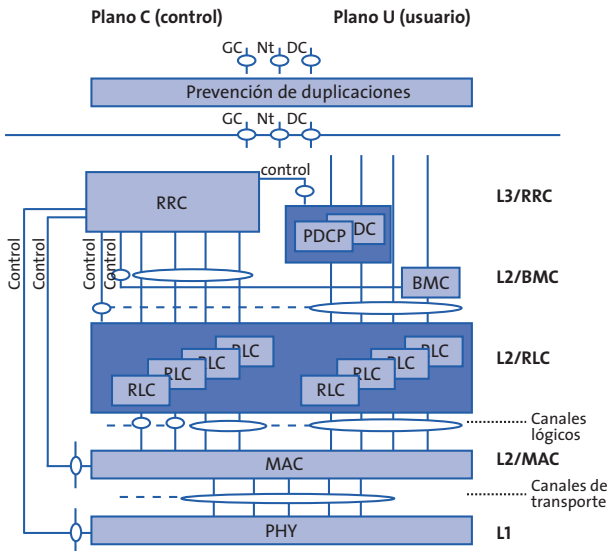 Plano C (control)
Plano U (usuario)
GC Nt DC
Prevención de duplicaciones
GC Nt DC
control
RRC
L3/RRC
PDCP
DC
Control
Control
Control
Control
BMC
L2/BMC
RLC
RLC
RLC
RLC
RLC
RLC
RLC
RLC
L2/RLC
Canales
lógicos
MAC
L2/MAC
Canales de
transporte
PHY
L1